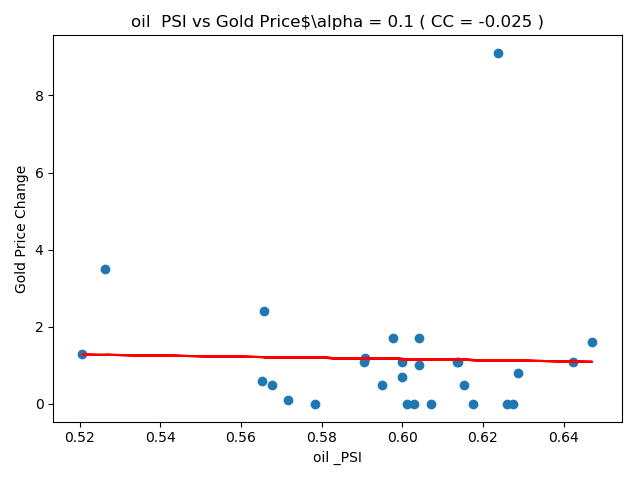 oil  PSI vs Gold Price$\alpha = 0.1 ( CC = -0.025 )
Gold Price Change
8
6
4
2
0
0.52 0.54 0.56 0.58 0.60 0.62 0.64
oil _PSI